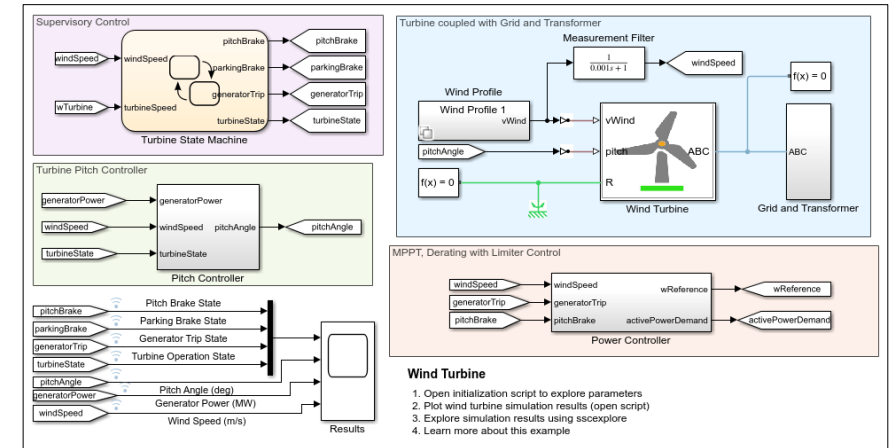 Supervisory Control
windSpeed
wTurbine
windSpeed
turbineSpeed
pitchBrake
parkingBrake
generatorTrip
turbineState
pitchBrake
parkingBrake
generatorTrip
turbineState
Turbine State Machine
Turbine Pitch Controller
generatorPower
windSpeed
turbineState
generatorPower
windSpeed
turbineState
pitchAngle
pitchAngle
Pitch Controller
pitchBrake
parkingBrake
generatorTrip
turbineState
pitchAngle
generatorPower
windSpeed
Pitch Brake State
Parking Brake State
Generator Trip State
Turbine Operation State
Pitch Angle (deg)
Generator Power (MW)
Wind Speed (m/s)
Results
Turbine coupled with Grid and Transformer
Measurement Filter
1
0.001s + 1
windSpeed
Wind Profile
Wind Profile 1
vWind
pitchAngle
f(x) = 0
vWind
pitch
R
ABC
Wind Turbine
f(x) = 0
ABC
Grid and Transformer
MPPT, Derating with Limiter Control
windSpeed
generatorTrip
pitchBrake
windSpeed
generatorTrip
pitchBrake
wReference
activePowerDemand
wReference
activePowerDemand
Power Controller
Wind Turbine
1. Open initialization script to explore parameters
2. Plot wind turbine simulation results (open script)
3. Explore simulation results using sscexplore
4. Learn more about this example